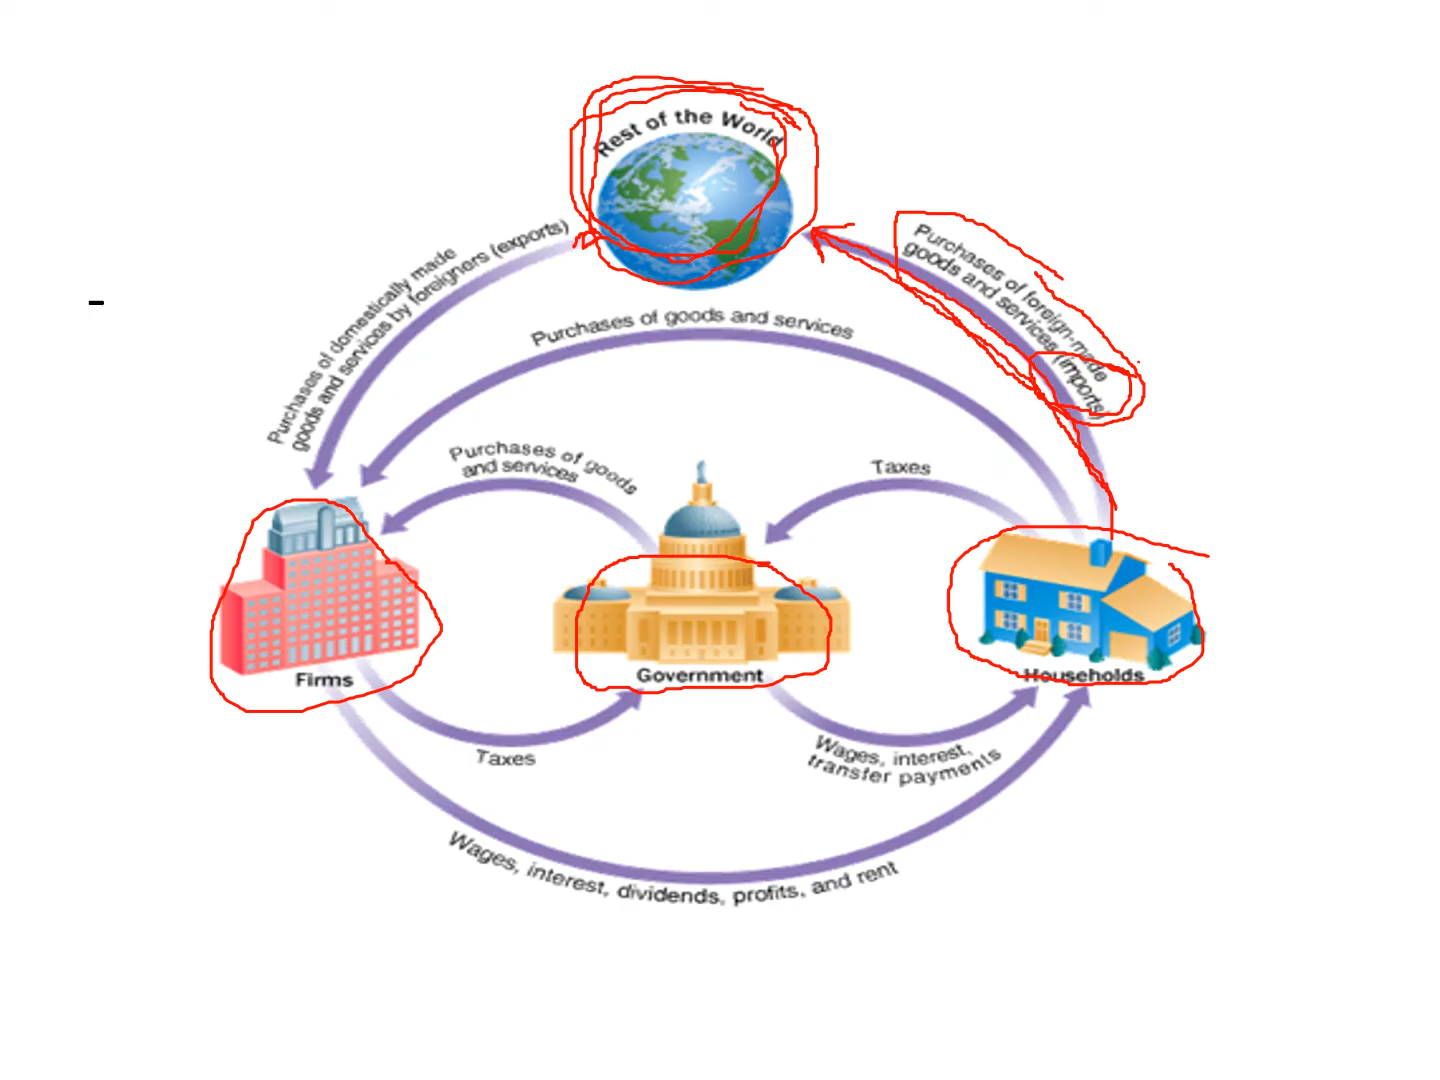 Rest of the World
Purchases of domestically made
goods and services by foreigners (exports)
Purchases of foreign-made
goods and services (imports)
Purchases of goods and services
Purchases of goods
and services
Taxes
-
Firms
Government
Households
Taxes
Wages, interest,
transfer payments
Wages, interest, dividends, profits, and rent